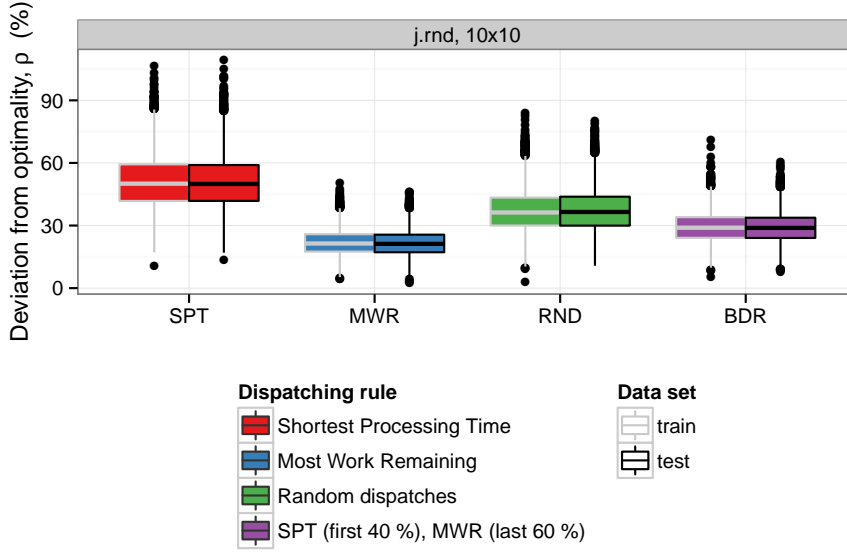 j.rnd, 10x10
Deviation from optimality, ρ (%)
90
60
30
0
SPT MWR RND BDR
Dispatching rule
Shortest Processing Time
Most Work Remaining
Random dispatches
SPT (first 40 %), MWR (last 60 %)
Data set
train
test